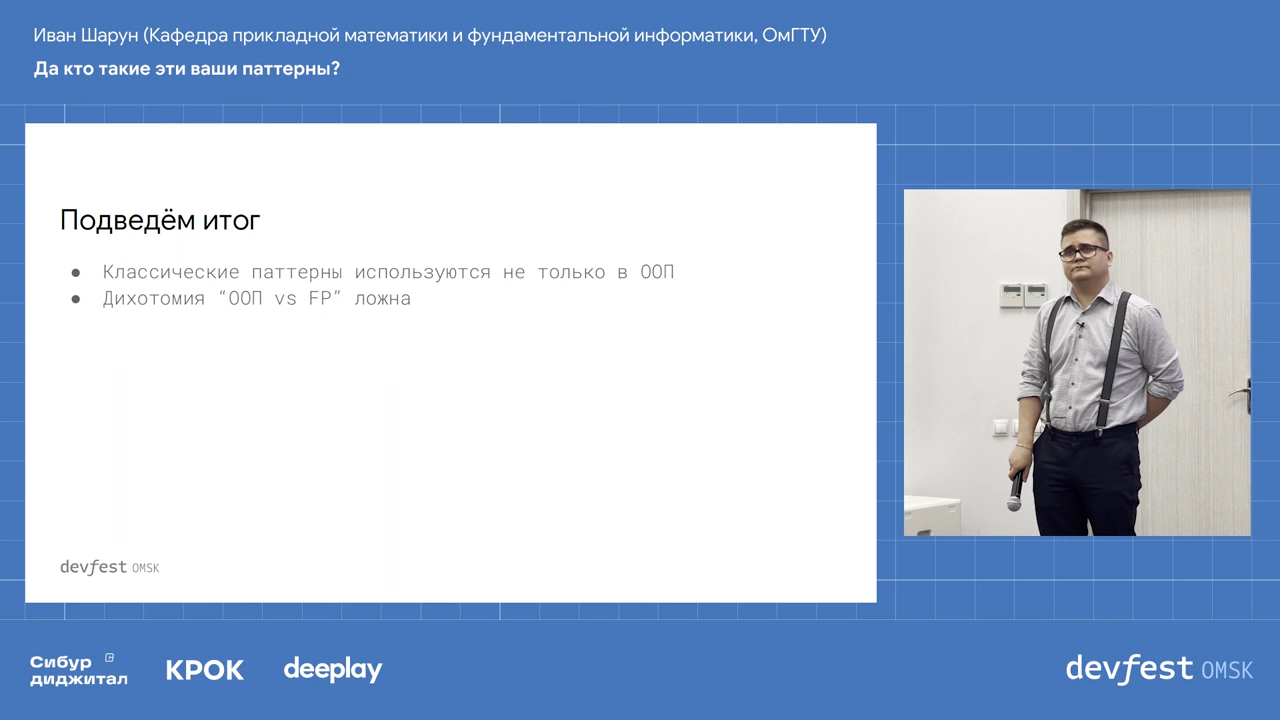 Иван Шарун (Кафедра прикладной математики и фундаментальной информатики, ОмГТУ)
Да кто такие эти ваши паттерны?
Подведём итог
● Классические паттерны используются не только в ООП
● Дихотомия “ООП vs FP” ложна
devfest OMSK
Сибур
диджитал
КРОК
deeplay
devfest OMSK